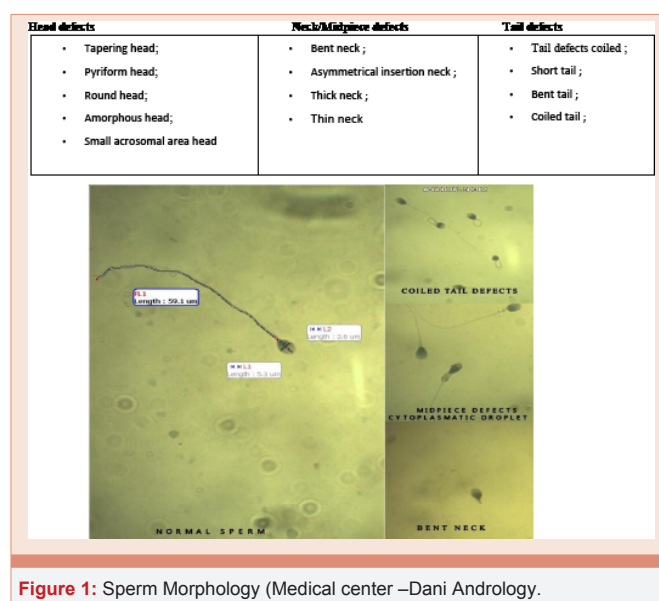 Head defects
Neck/Midpiece defects
Tail defects
• Tapering head;
• Pyriform head;
• Round head;
• Amorphous head;
• Small acrosomal area head
• Bent neck ;
• Asymmetrical insertion neck ;
• Thick neck ;
• Thin neck
• Tail defects coiled ;
• Short tail ;
• Bent tail ;
• Coiled tail ;
PL1
Length : 59.1 um
L2
Length : 3.6 um
L1
Length : 5.3 um
NORMAL SPERM
COILED TAIL DEFECTS
MIDPIECE DEFECTS
CYTOPLASMATIC DROPLET
BENT NECK
Figure 1: Sperm Morphology (Medical center –Dani Andrology.